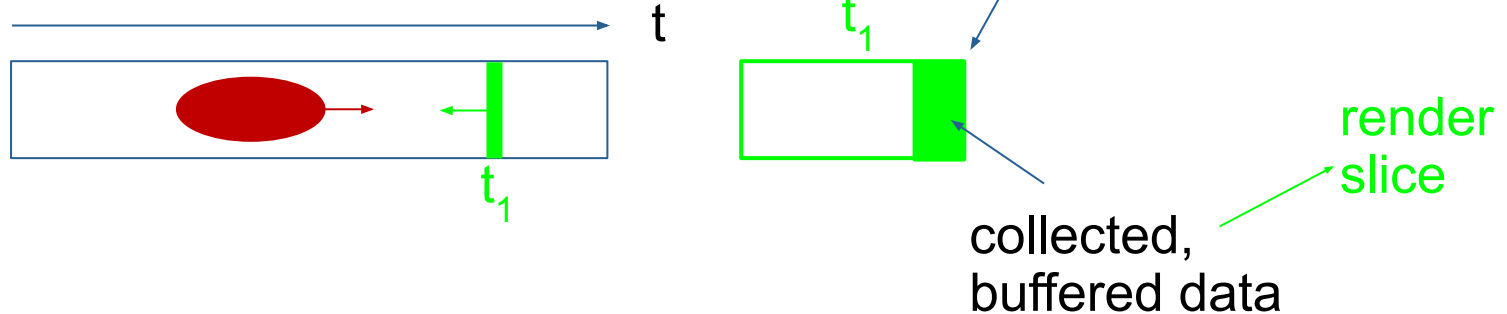 t
t₁
t₁
render
slice
collected,
buffered data